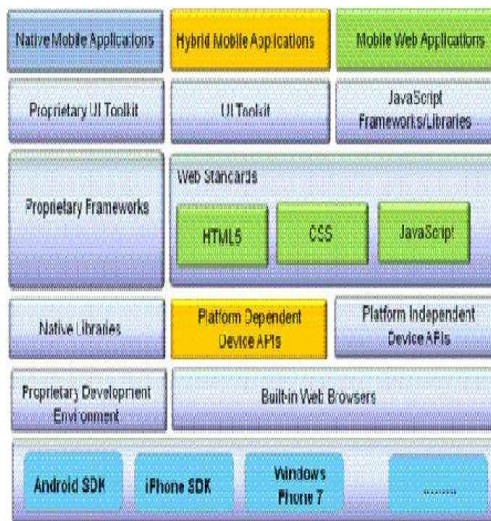 Native Mobile Applications
Hybrid Mobile Applications
Mobile Web Applications
Proprietary UI Toolkit
UI Toolkit
JavaScript
Frameworks/Libraries
Proprietary Frameworks
Web Standards
HTML5
CSS
JavaScript
Native Libraries
Platform Dependent
Device APIs
Platform Independent
Device APIs
Proprietary Development
Environment
Built-in Web Browsers
Android SDK
iPhone SDK
Windows
Phone 7
.........